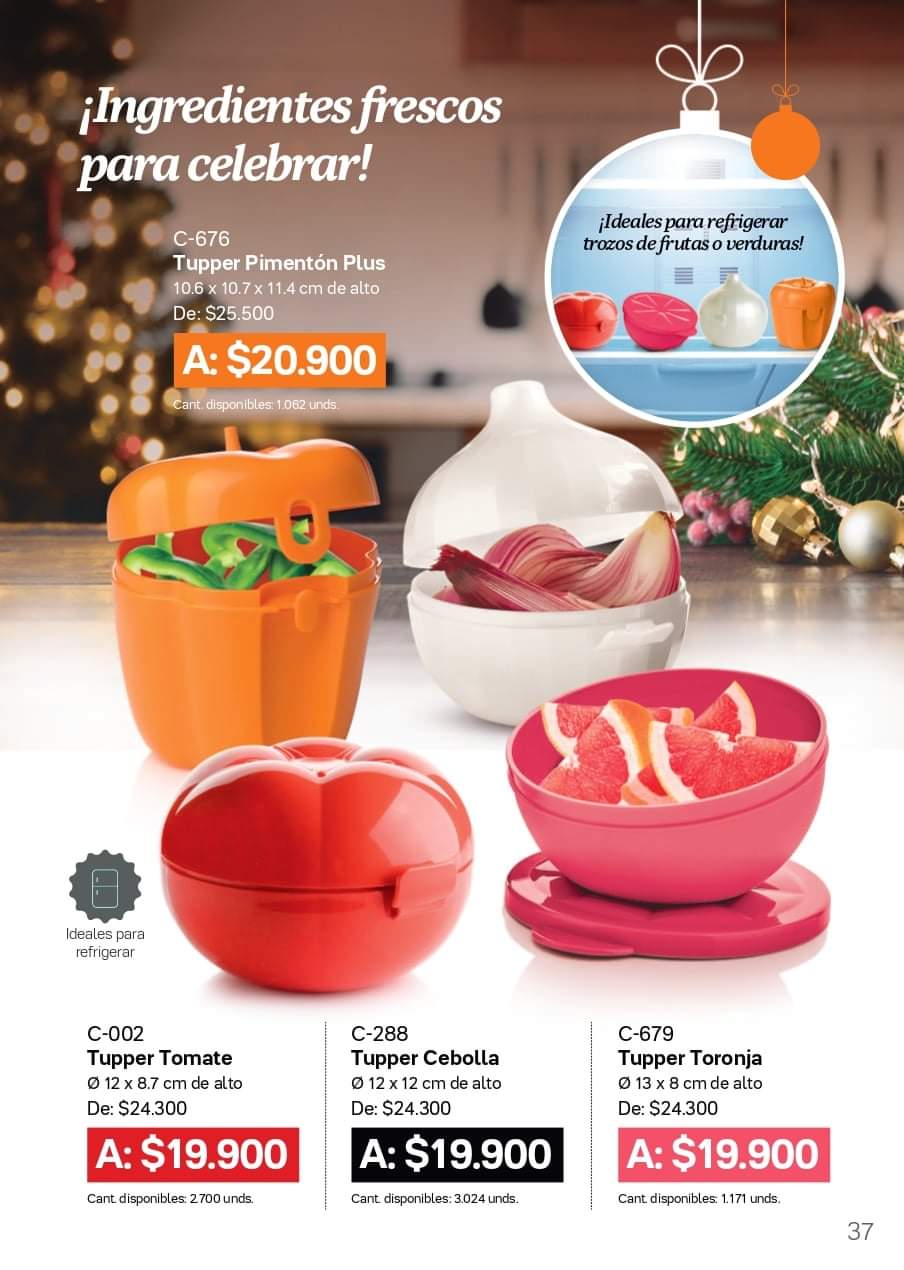 ¡Ingredientes frescos
para celebrar!
¡Ideales para refrigerar
trozos de frutas o verduras!
C-676
Tupper Pimentón Plus
10.6 x 10.7 x 11.4 cm de alto
De: $25.500
A: $20.900
Cant. disponibles: 1.062 unds.
Ideales para
refrigerar
C-002
Tupper Tomate
Ø 12 x 8.7 cm de alto
De: $24.300
A: $19.900
Cant. disponibles: 2.700 unds.
C-288
Tupper Cebolla
Ø 12 x 12 cm de alto
De: $24.300
A: $19.900
Cant. disponibles: 3.024 unds.
C-679
Tupper Toronja
Ø 13 x 8 cm de alto
De: $24.300
A: $19.900
Cant. disponibles: 1.171 unds.
37